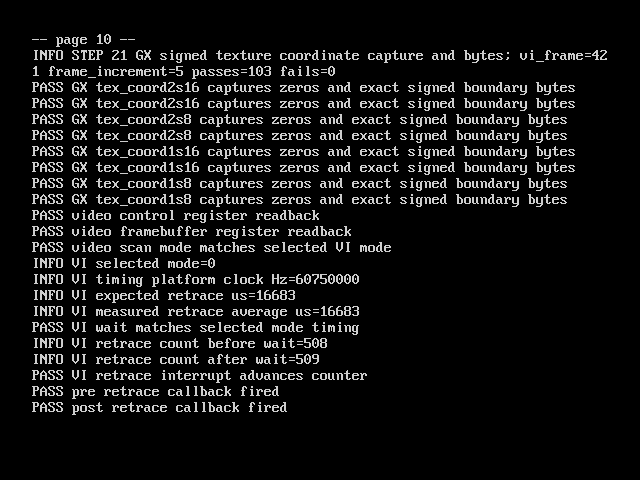 -- page 10 --
INFO STEP 21 GX signed texture coordinate capture and bytes; vi_frame=42
1 frame_increment=5 passes=103 fails=0
PASS GX tex_coord2s16 captures zeros and exact signed boundary bytes
PASS GX tex_coord2s16 captures zeros and exact signed boundary bytes
PASS GX tex_coord2s8 captures zeros and exact signed boundary bytes
PASS GX tex_coord2s8 captures zeros and exact signed boundary bytes
PASS GX tex_coord1s16 captures zeros and exact signed boundary bytes
PASS GX tex_coord1s16 captures zeros and exact signed boundary bytes
PASS GX tex_coord1s8 captures zeros and exact signed boundary bytes
PASS GX tex_coord1s8 captures zeros and exact signed boundary bytes
PASS video control register readback
PASS video framebuffer register readback
PASS video scan mode matches selected VI mode
INFO VI selected mode=0
INFO VI timing platform clock Hz=60750000
INFO VI expected retrace us=16683
INFO VI measured retrace average us=16683
PASS VI wait matches selected mode timing
INFO VI retrace count before wait=508
INFO VI retrace count after wait=509
PASS VI retrace interrupt advances counter
PASS pre retrace callback fired
PASS post retrace callback fired